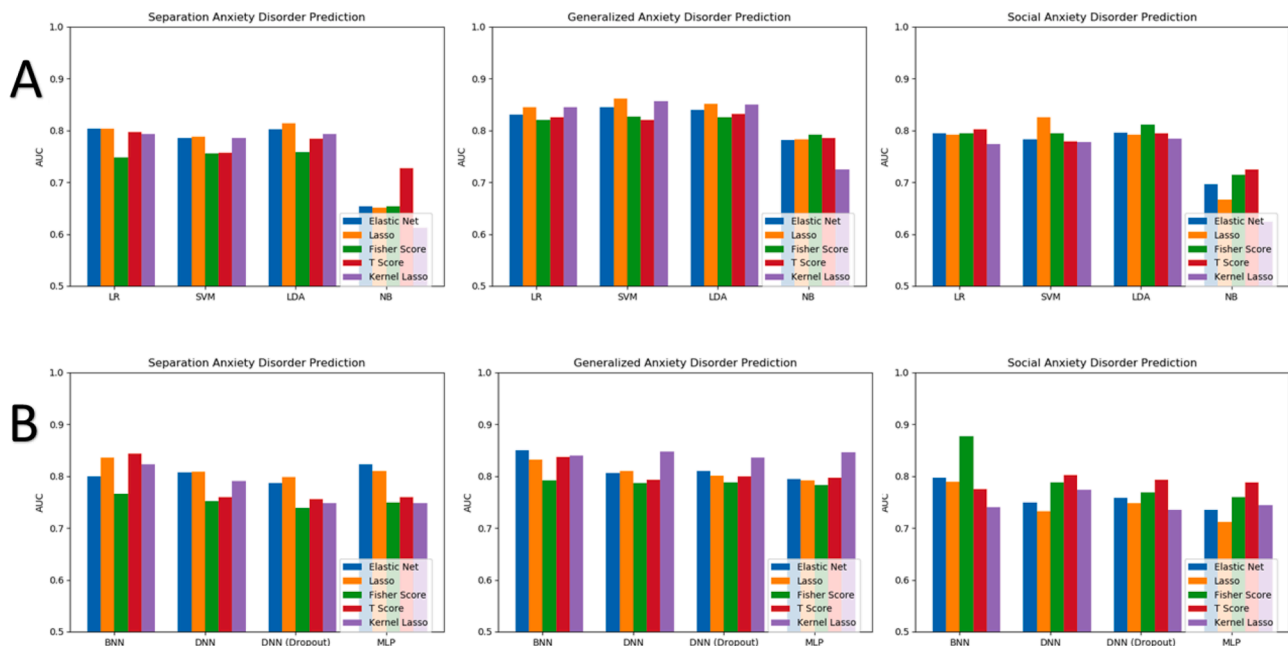 A
Separation Anxiety Disorder Prediction
1.0
0.9
0.8
0.7
0.6
0.5
AUC
LR SVM LDA NB
Elastic Net
Lasso
Fisher Score
T Score
Kernel Lasso
Generalized Anxiety Disorder Prediction
1.0
0.9
0.8
0.7
0.6
0.5
AUC
LR SVM LDA NB
Elastic Net
Lasso
Fisher Score
T Score
Kernel Lasso
Social Anxiety Disorder Prediction
1.0
0.9
0.8
0.7
0.6
0.5
AUC
LR SVM LDA NB
Elastic Net
Lasso
Fisher Score
T Score
Kernel Lasso
B
Separation Anxiety Disorder Prediction
1.0
0.9
0.8
0.7
0.6
0.5
AUC
BNN DNN DNN (Dropout) MLP
Elastic Net
Lasso
Fisher Score
T Score
Kernel Lasso
Generalized Anxiety Disorder Prediction
1.0
0.9
0.8
0.7
0.6
0.5
AUC
BNN DNN DNN (Dropout) MLP
Elastic Net
Lasso
Fisher Score
T Score
Kernel Lasso
Social Anxiety Disorder Prediction
1.0
0.9
0.8
0.7
0.6
0.5
AUC
BNN DNN DNN (Dropout) MLP
Elastic Net
Lasso
Fisher Score
T Score
Kernel Lasso